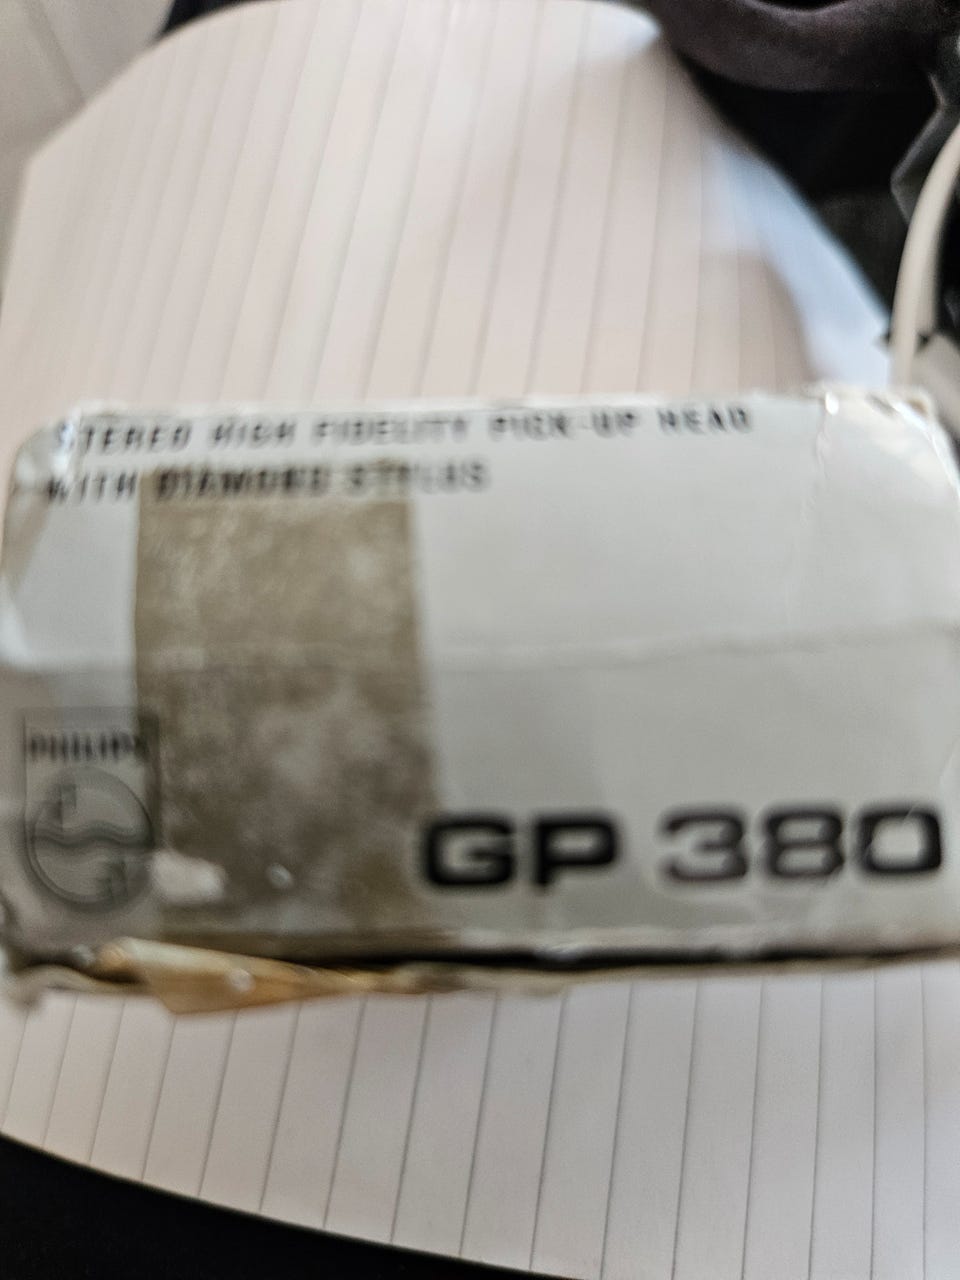 STEREO HIGH FIDELITY PICK-UP HEAD
WITH DIAMOND STYLUS
PHILIPS
GP 380